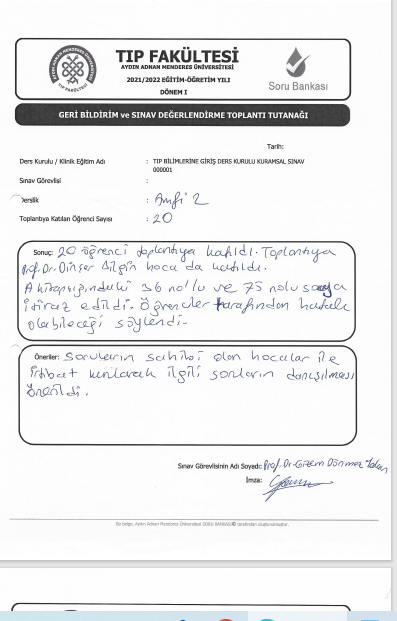 TIP FAKÜLTESİ
AYDIN ADNAN MENDERES ÜNİVERSİTESİ
2021/2022 EĞİTİM-ÖĞRETİM YILI
DÖNEM I
Soru Bankası
GERİ BİLDİRİM ve SINAV DEĞERLENDİRME TOPLANTI TUTANAĞI
Tarih:
Ders Kurulu / Klinik Eğitim Adı : TIP BİLİMLERİNE GİRİŞ DERS KURULU KURAMSAL SINAV
000001
Sınav Görevlisi :
Derslik : Amfi 2
Toplantıya Katılan Öğrenci Sayısı : 20
Sonuç: 20 öğrenci toplantıya katıldı. Toplantıya
Prof. Dr. Dinçer Bilgin hoca da katıldı.
A kitapçığındaki 36 no'lu ve 75 nolu soruya
itiraz edildi. Öğrenciler tarafından hatalı
olabileceği söylendi.
Öneriler: Soruların sahibi olan hocalar ile
irtibat kurularak ilgili soruların danışılması
önerildi.
Sınav Görevlisinin Adı Soyadı: Prof. Dr. Gizem Dönmez
İmza:
Bu belge, Aydın Adnan Menderes Üniversitesi SORU BANKASI© tarafından oluşturulmuştur.